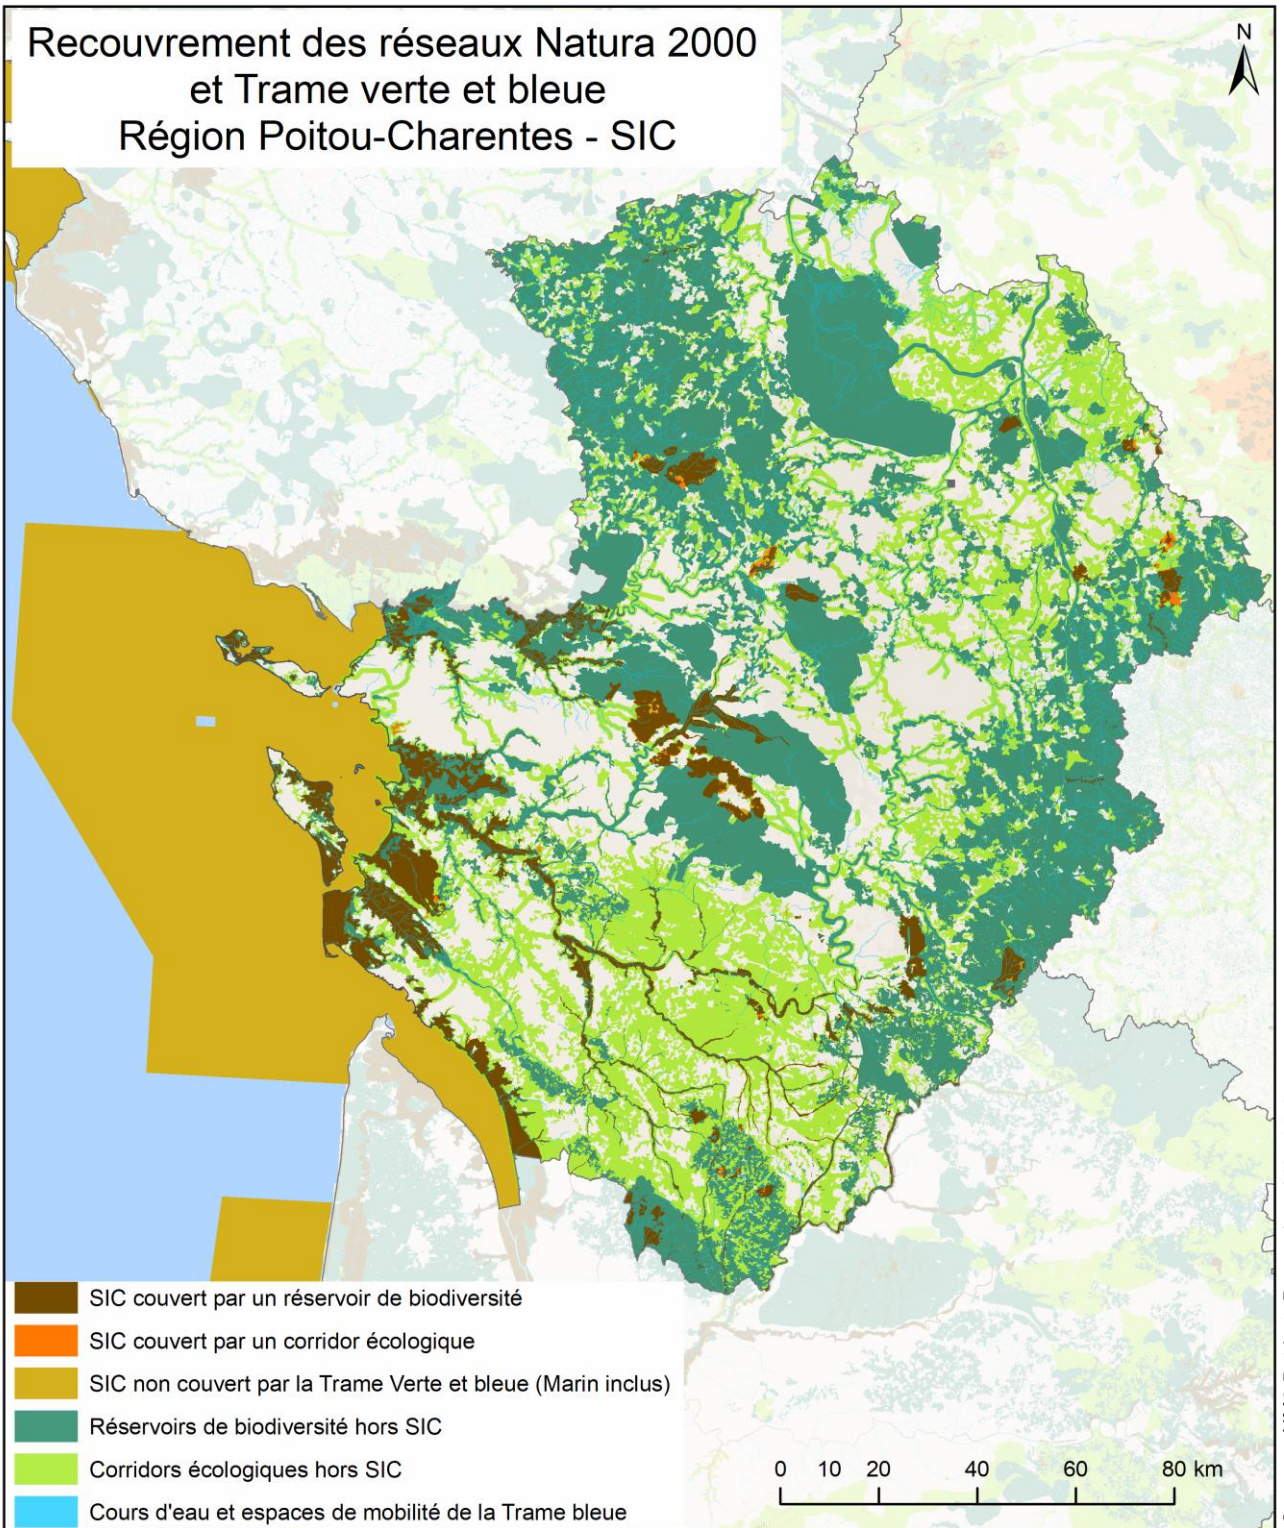 Recouvrement des réseaux Natura 2000
et Trame verte et bleue
Région Poitou-Charentes - SIC
N
SIC couvert par un réservoir de biodiversité
SIC couvert par un corridor écologique
SIC non couvert par la Trame Verte et bleue (Marin inclus)
Réservoirs de biodiversité hors SIC
Corridors écologiques hors SIC
Cours d'eau et espaces de mobilité de la Trame bleue
0 10 20 40 60 80 km